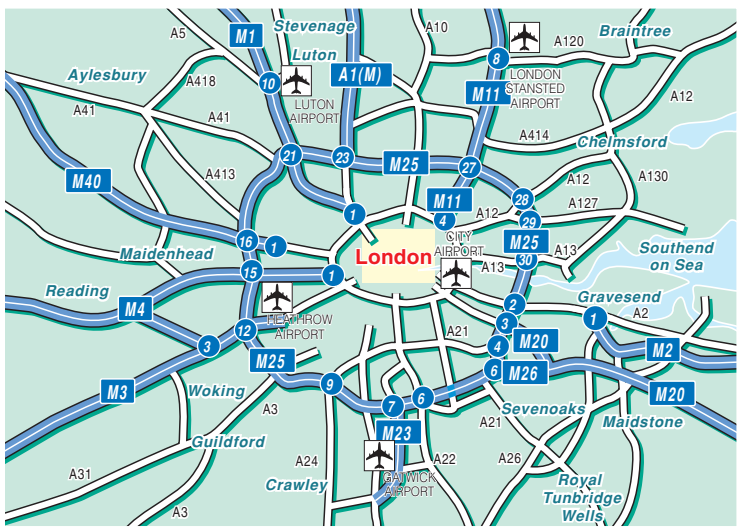 A5
M1
Stevenage
A10
Braintree
A120
Luton
8
Aylesbury
A418
10
A1(M)
LONDON
STANSTED
AIRPORT
M11
A12
LUTON
AIRPORT
A41
A41
A414
Chelmsford
21
23
M25
27
A413
M40
A12
A130
28
M11
A127
1
4
A12
29
CITY
AIRPORT
M25
16
1
Maidenhead
London
A13
Southend
on Sea
A13
30
15
1
Reading
M4
HEATHROW
AIRPORT
2
Gravesend
A2
3
1
12
A21
M20
3
4
M2
M25
6
M26
M3
Woking
9
M20
A3
7
6
Sevenoaks
A21
Maidstone
Guildford
M23
A24
A22
A26
A31
GATWICK
AIRPORT
Crawley
Royal
Tunbridge
Wells
A3